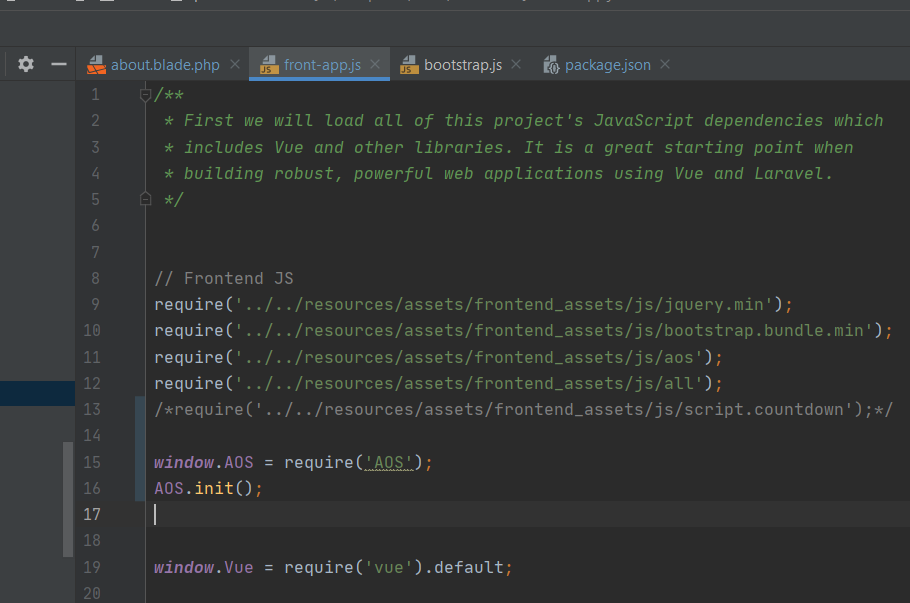 about.blade.php
front-app.js
bootstrap.js
package.json
1 /**
2 * First we will load all of this project's JavaScript dependencies which
3 * includes Vue and other libraries. It is a great starting point when
4 * building robust, powerful web applications using Vue and Laravel.
5 */
6
7
8 // Frontend JS
9 require('../../resources/assets/frontend_assets/js/jquery.min');
10 require('../../resources/assets/frontend_assets/js/bootstrap.bundle.min');
11 require('../../resources/assets/frontend_assets/js/aos');
12 require('../../resources/assets/frontend_assets/js/all');
13 /*require('../../resources/assets/frontend_assets/js/script.countdown');*/
14
15 window.AOS = require('AOS');
16 AOS.init();
17
18
19 window.Vue = require('vue').default;
20